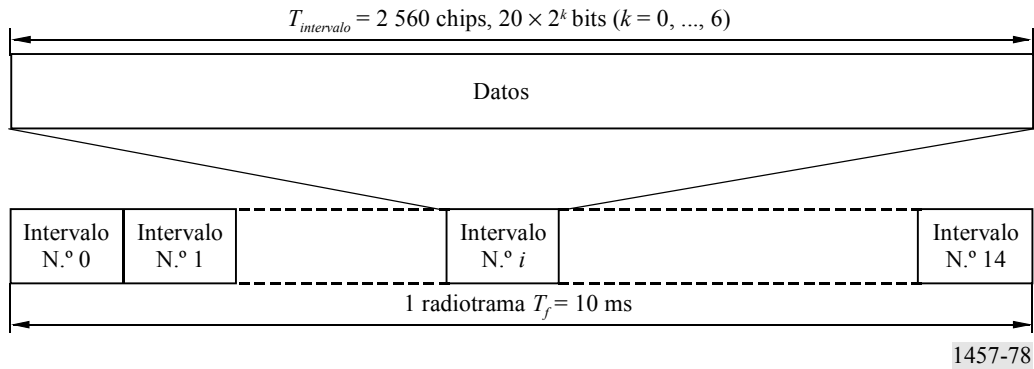 T_intervalo = 2 560 chips, 20 × 2^k bits (k = 0, ..., 6)
Datos
Intervalo
N.º 0
Intervalo
N.º 1
Intervalo
N.º i
Intervalo
N.º 14
1 radiotrama T_f = 10 ms
1457-78